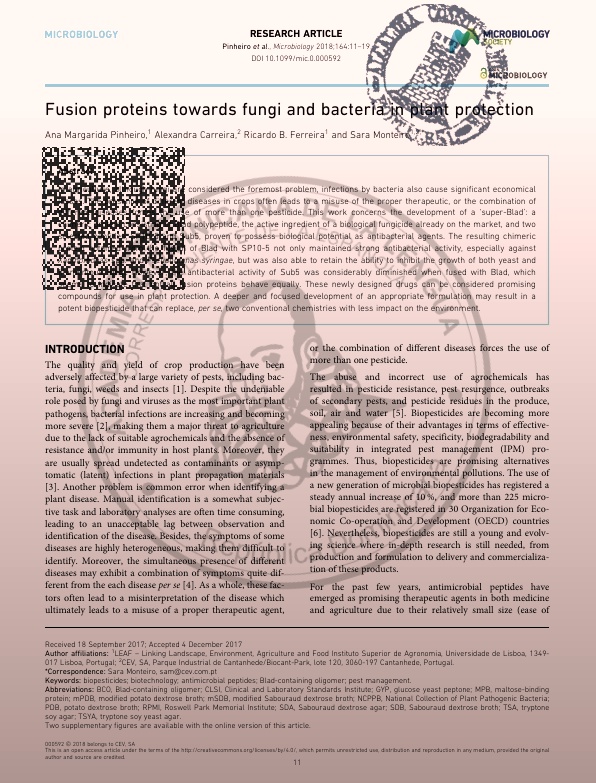 MICROBIOLOGY
RESEARCH ARTICLE
Pinheiro et al., Microbiology 2018;164:11–19
DOI 10.1099/mic.0.000592
MICROBIOLOGY
SOCIETY
MICROBIOLOGY
Fusion proteins towards fungi and bacteria in plant protection
Ana Margarida Pinheiro,1 Alexandra Carreira,2 Ricardo B. Ferreira1 and Sara Monteiro
considered the foremost problem, infections by bacteria also cause significant economical
diseases in crops often leads to a misuse of the proper therapeutic, or the combination of
use of more than one pesticide. This work concerns the development of a 'super-Blad': a
polypeptide, the active ingredient of a biological fungicide already on the market, and two
Sub5, proven to possess biological potential as antibacterial agents. The resulting chimeric
of Blad with SP10-5 not only maintained strong antibacterial activity, especially against
syringae, but was also able to retain the ability to inhibit the growth of both yeast and
antibacterial activity of Sub5 was considerably diminished when fused with Blad, which
fusion proteins behave equally. These newly designed drugs can be considered promising
compounds for use in plant protection. A deeper and focused development of an appropriate formulation may result in a
potent biopesticide that can replace, per se, two conventional chemistries with less impact on the environment.
INTRODUCTION
The quality and yield of crop production have been
adversely affected by a large variety of pests, including bac-
teria, fungi, weeds and insects [1]. Despite the undeniable
role posed by fungi and viruses as the most important plant
pathogens, bacterial infections are increasing and becoming
more severe [2], making them a major threat to agriculture
due to the lack of suitable agrochemicals and the absence of
resistance and/or immunity in host plants. Moreover, they
are usually spread undetected as contaminants or asymp-
tomatic (latent) infections in plant propagation materials
[3]. Another problem is common error when identifying a
plant disease. Manual identification is a somewhat subjec-
tive task and laboratory analyses are often time consuming,
leading to an unacceptable lag between observation and
identification of the disease. Besides, the symptoms of some
diseases are highly heterogeneous, making them difficult to
identify. Moreover, the simultaneous presence of different
diseases may exhibit a combination of symptoms quite dif-
ferent from the each disease per se [4]. As a whole, these fac-
tors often lead to a misinterpretation of the disease which
ultimately leads to a misuse of a proper therapeutic agent,
or the combination of different diseases forces the use of
more than one pesticide.
The abuse and incorrect use of agrochemicals has
resulted in pesticide resistance, pest resurgence, outbreaks
of secondary pests, and pesticide residues in the produce,
soil, air and water [5]. Biopesticides are becoming more
appealing because of their advantages in terms of effective-
ness, environmental safety, specificity, biodegradability and
suitability in integrated pest management (IPM) pro-
grammes. Thus, biopesticides are promising alternatives
in the management of environmental pollutions. The use of
a new generation of microbial biopesticides has registered a
steady annual increase of 10 %, and more than 225 micro-
bial biopesticides are registered in 30 Organization for Eco-
nomic Co-operation and Development (OECD) countries
[6]. Nevertheless, biopesticides are still a young and evolv-
ing science where in-depth research is still needed, from
production and formulation to delivery and commercializa-
tion of these products.
For the past few years, antimicrobial peptides have
emerged as promising therapeutic agents in both medicine
and agriculture due to their relatively small size (ease of
Received 18 September 2017; Accepted 4 December 2017
Author affiliations: 1LEAF – Linking Landscape, Environment, Agriculture and Food Instituto Superior de Agronomia, Universidade de Lisboa, 1349-
017 Lisboa, Portugal; 2CEV, SA, Parque Industrial de Cantanhede/Biocant-Park, lote 120, 3060-197 Cantanhede, Portugal.
*Correspondence: Sara Monteiro, sam@cev.com.pt
Keywords: biopesticides; biotechnology; antimicrobial peptides; Blad-containing oligomer; pest management.
Abbreviations: BCO, Blad-containing oligomer; CLSI, Clinical and Laboratory Standards Institute; GYP, glucose yeast peptone; MPB, maltose-binding
protein; mPDB, modified potato dextrose broth; mSDB, modified Sabouraud dextrose broth; NCPPB, National Collection of Plant Pathogenic Bacteria;
PDB, potato dextrose broth; RPMI, Roswell Park Memorial Institute; SDA, Sabouraud dextrose broth; SDB, Sabouraud dextrose broth; TSA, tryptone
soy agar; TSYA, tryptone soy yeast agar.
Two supplementary figures are available with the online version of this article.
000592 © 2018 belongs to CEV, SA
This is an open access article under the terms of the http://creativecommons.org/licenses/by/4.0/, which permits unrestricted use, distribution and reproduction in any medium, provided the original
author and source are credited.
11